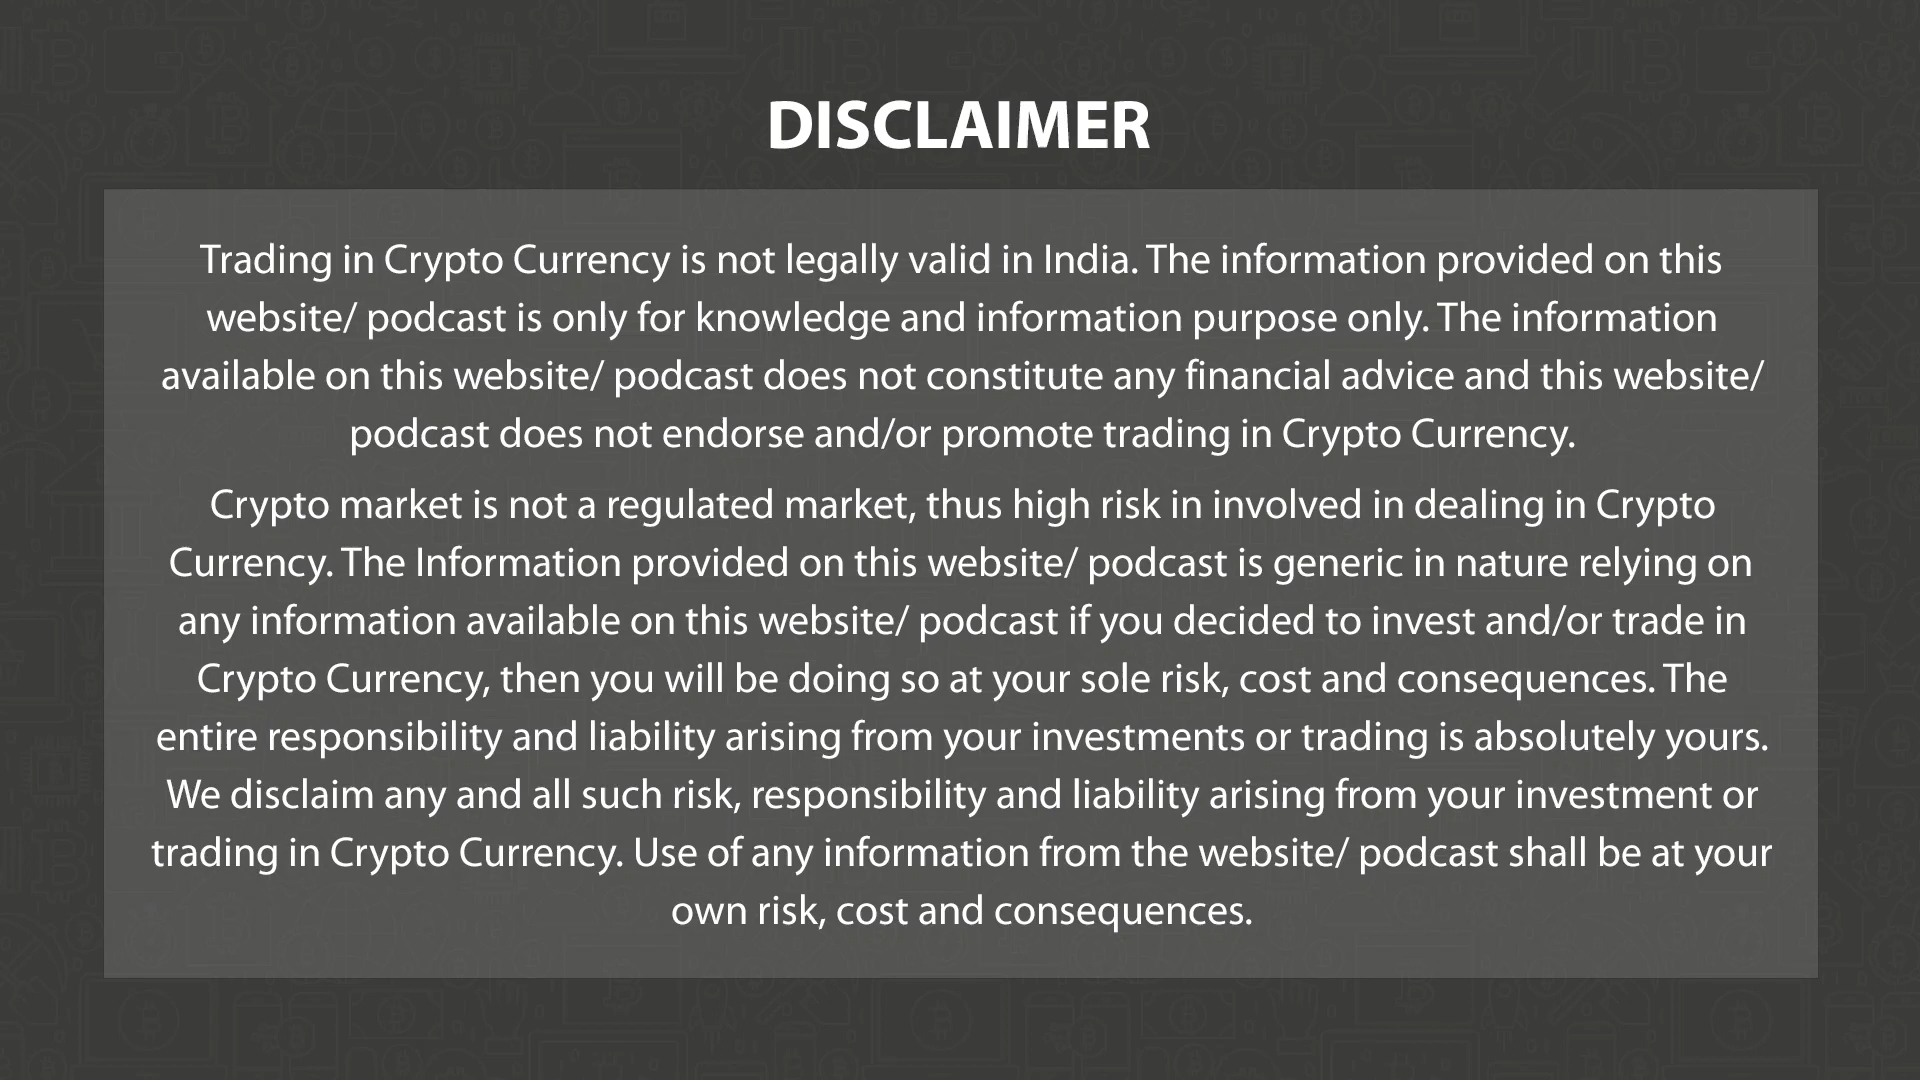 DISCLAIMER
Trading in Crypto Currency is not legally valid in India. The information provided on this
website/ podcast is only for knowledge and information purpose only. The information
available on this website/ podcast does not constitute any financial advice and this website/
podcast does not endorse and/or promote trading in Crypto Currency.
Crypto market is not a regulated market, thus high risk in involved in dealing in Crypto
Currency. The Information provided on this website/ podcast is generic in nature relying on
any information available on this website/ podcast if you decided to invest and/or trade in
Crypto Currency, then you will be doing so at your sole risk, cost and consequences. The
entire responsibility and liability arising from your investments or trading is absolutely yours.
We disclaim any and all such risk, responsibility and liability arising from your investment or
trading in Crypto Currency. Use of any information from the website/ podcast shall be at your
own risk, cost and consequences.